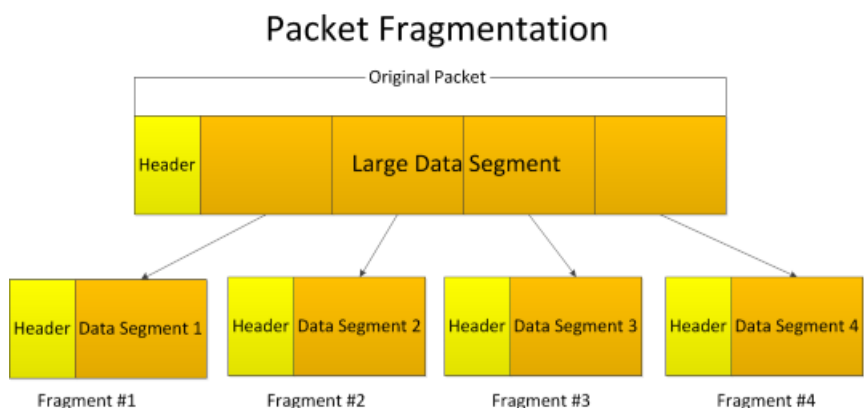 Packet Fragmentation
Original Packet
Header
Large Data Segment
Header Data Segment 1
Header Data Segment 2
Header Data Segment 3
Header Data Segment 4
Fragment #1
Fragment #2
Fragment #3
Fragment #4